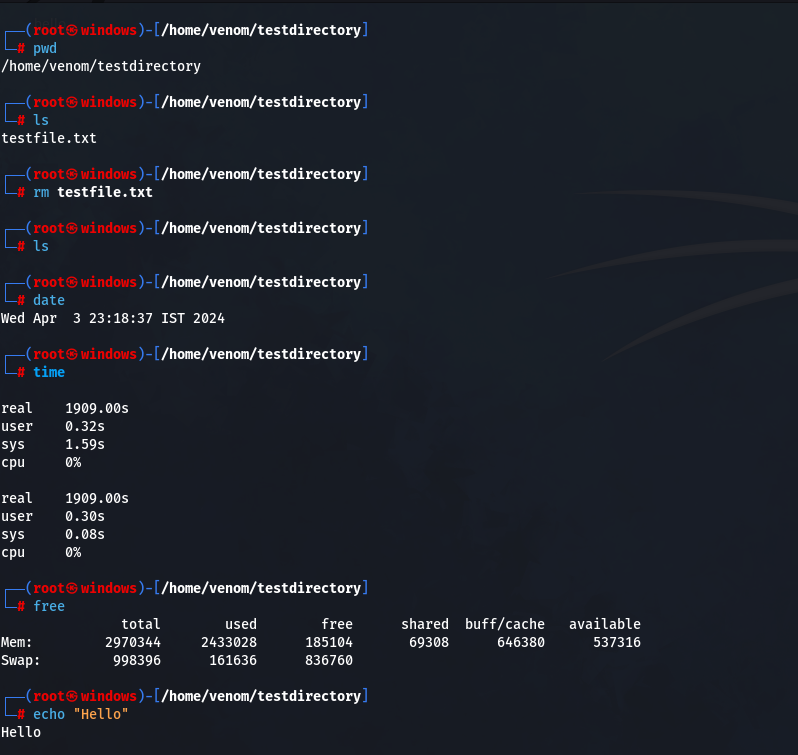 ┌──(root㉿windows)-[/home/venom/testdirectory]
└─# pwd
/home/venom/testdirectory
┌──(root㉿windows)-[/home/venom/testdirectory]
└─# ls
testfile.txt
┌──(root㉿windows)-[/home/venom/testdirectory]
└─# rm testfile.txt
┌──(root㉿windows)-[/home/venom/testdirectory]
└─# ls
┌──(root㉿windows)-[/home/venom/testdirectory]
└─# date
Wed Apr  3 23:18:37 IST 2024
┌──(root㉿windows)-[/home/venom/testdirectory]
└─# time
real    1909.00s
user    0.32s
sys     1.59s
cpu     0%
real    1909.00s
user    0.30s
sys     0.08s
cpu     0%
┌──(root㉿windows)-[/home/venom/testdirectory]
└─# free
               total        used        free      shared  buff/cache   available
Mem:         2970344     2433028      185104       69308      646380      537316
Swap:         998396      161636      836760
┌──(root㉿windows)-[/home/venom/testdirectory]
└─# echo "Hello"
Hello